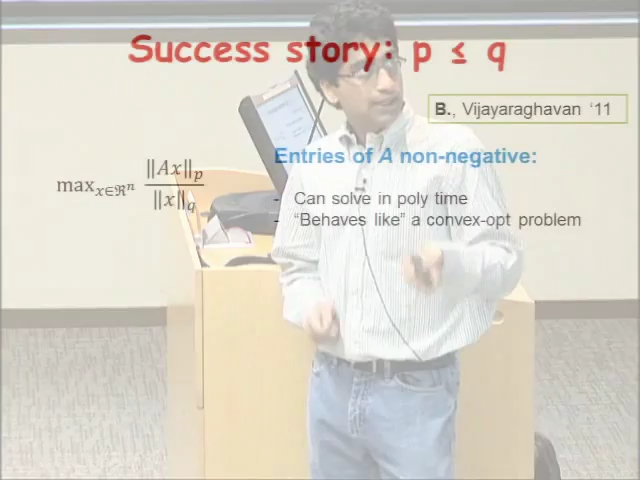 Success story: p ≤ q
B., Vijayaraghavan ‘11
Entries of A non-negative:
max_{x∈ℜ^n} ‖Ax‖_p / ‖x‖_q
- Can solve in poly time
- “Behaves like” a convex-opt problem